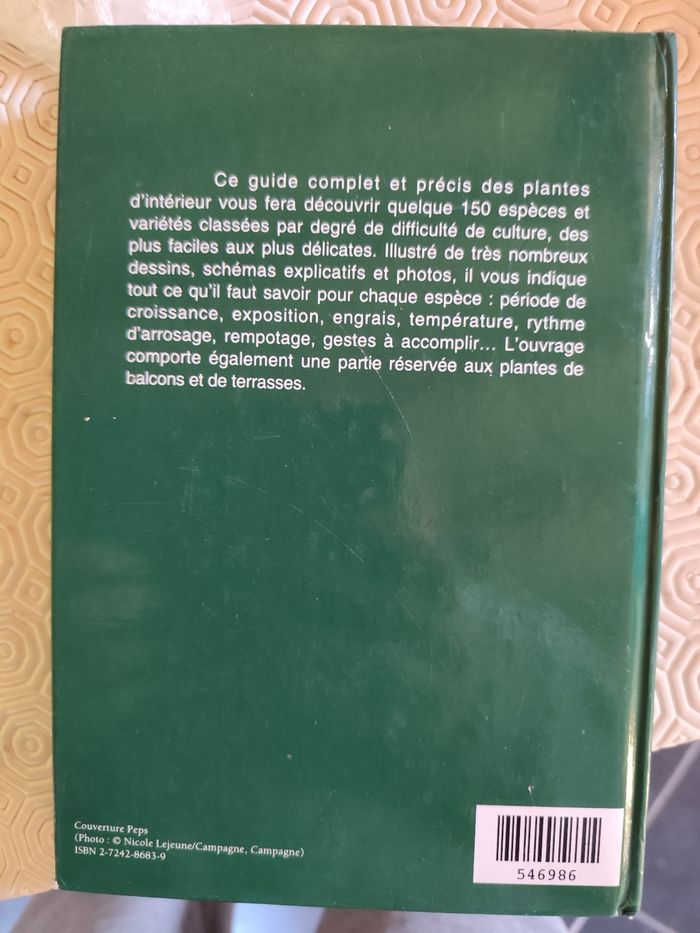 Ce guide complet et précis des plantes
d'intérieur vous fera découvrir quelque 150 espèces et
variétés classées par degré de difficulté de culture, des
plus faciles aux plus délicates. Illustré de très nombreux
dessins, schémas explicatifs et photos, il vous indique
tout ce qu'il faut savoir pour chaque espèce : période de
croissance, exposition, engrais, température, rythme
d'arrosage, rempotage, gestes à accomplir... L'ouvrage
comporte également une partie réservée aux plantes de
balcons et de terrasses.
Couverture Peps
(Photo : © Nicole Lejeune/Campagne, Campagne)
ISBN 2-7242-8683-9
546986